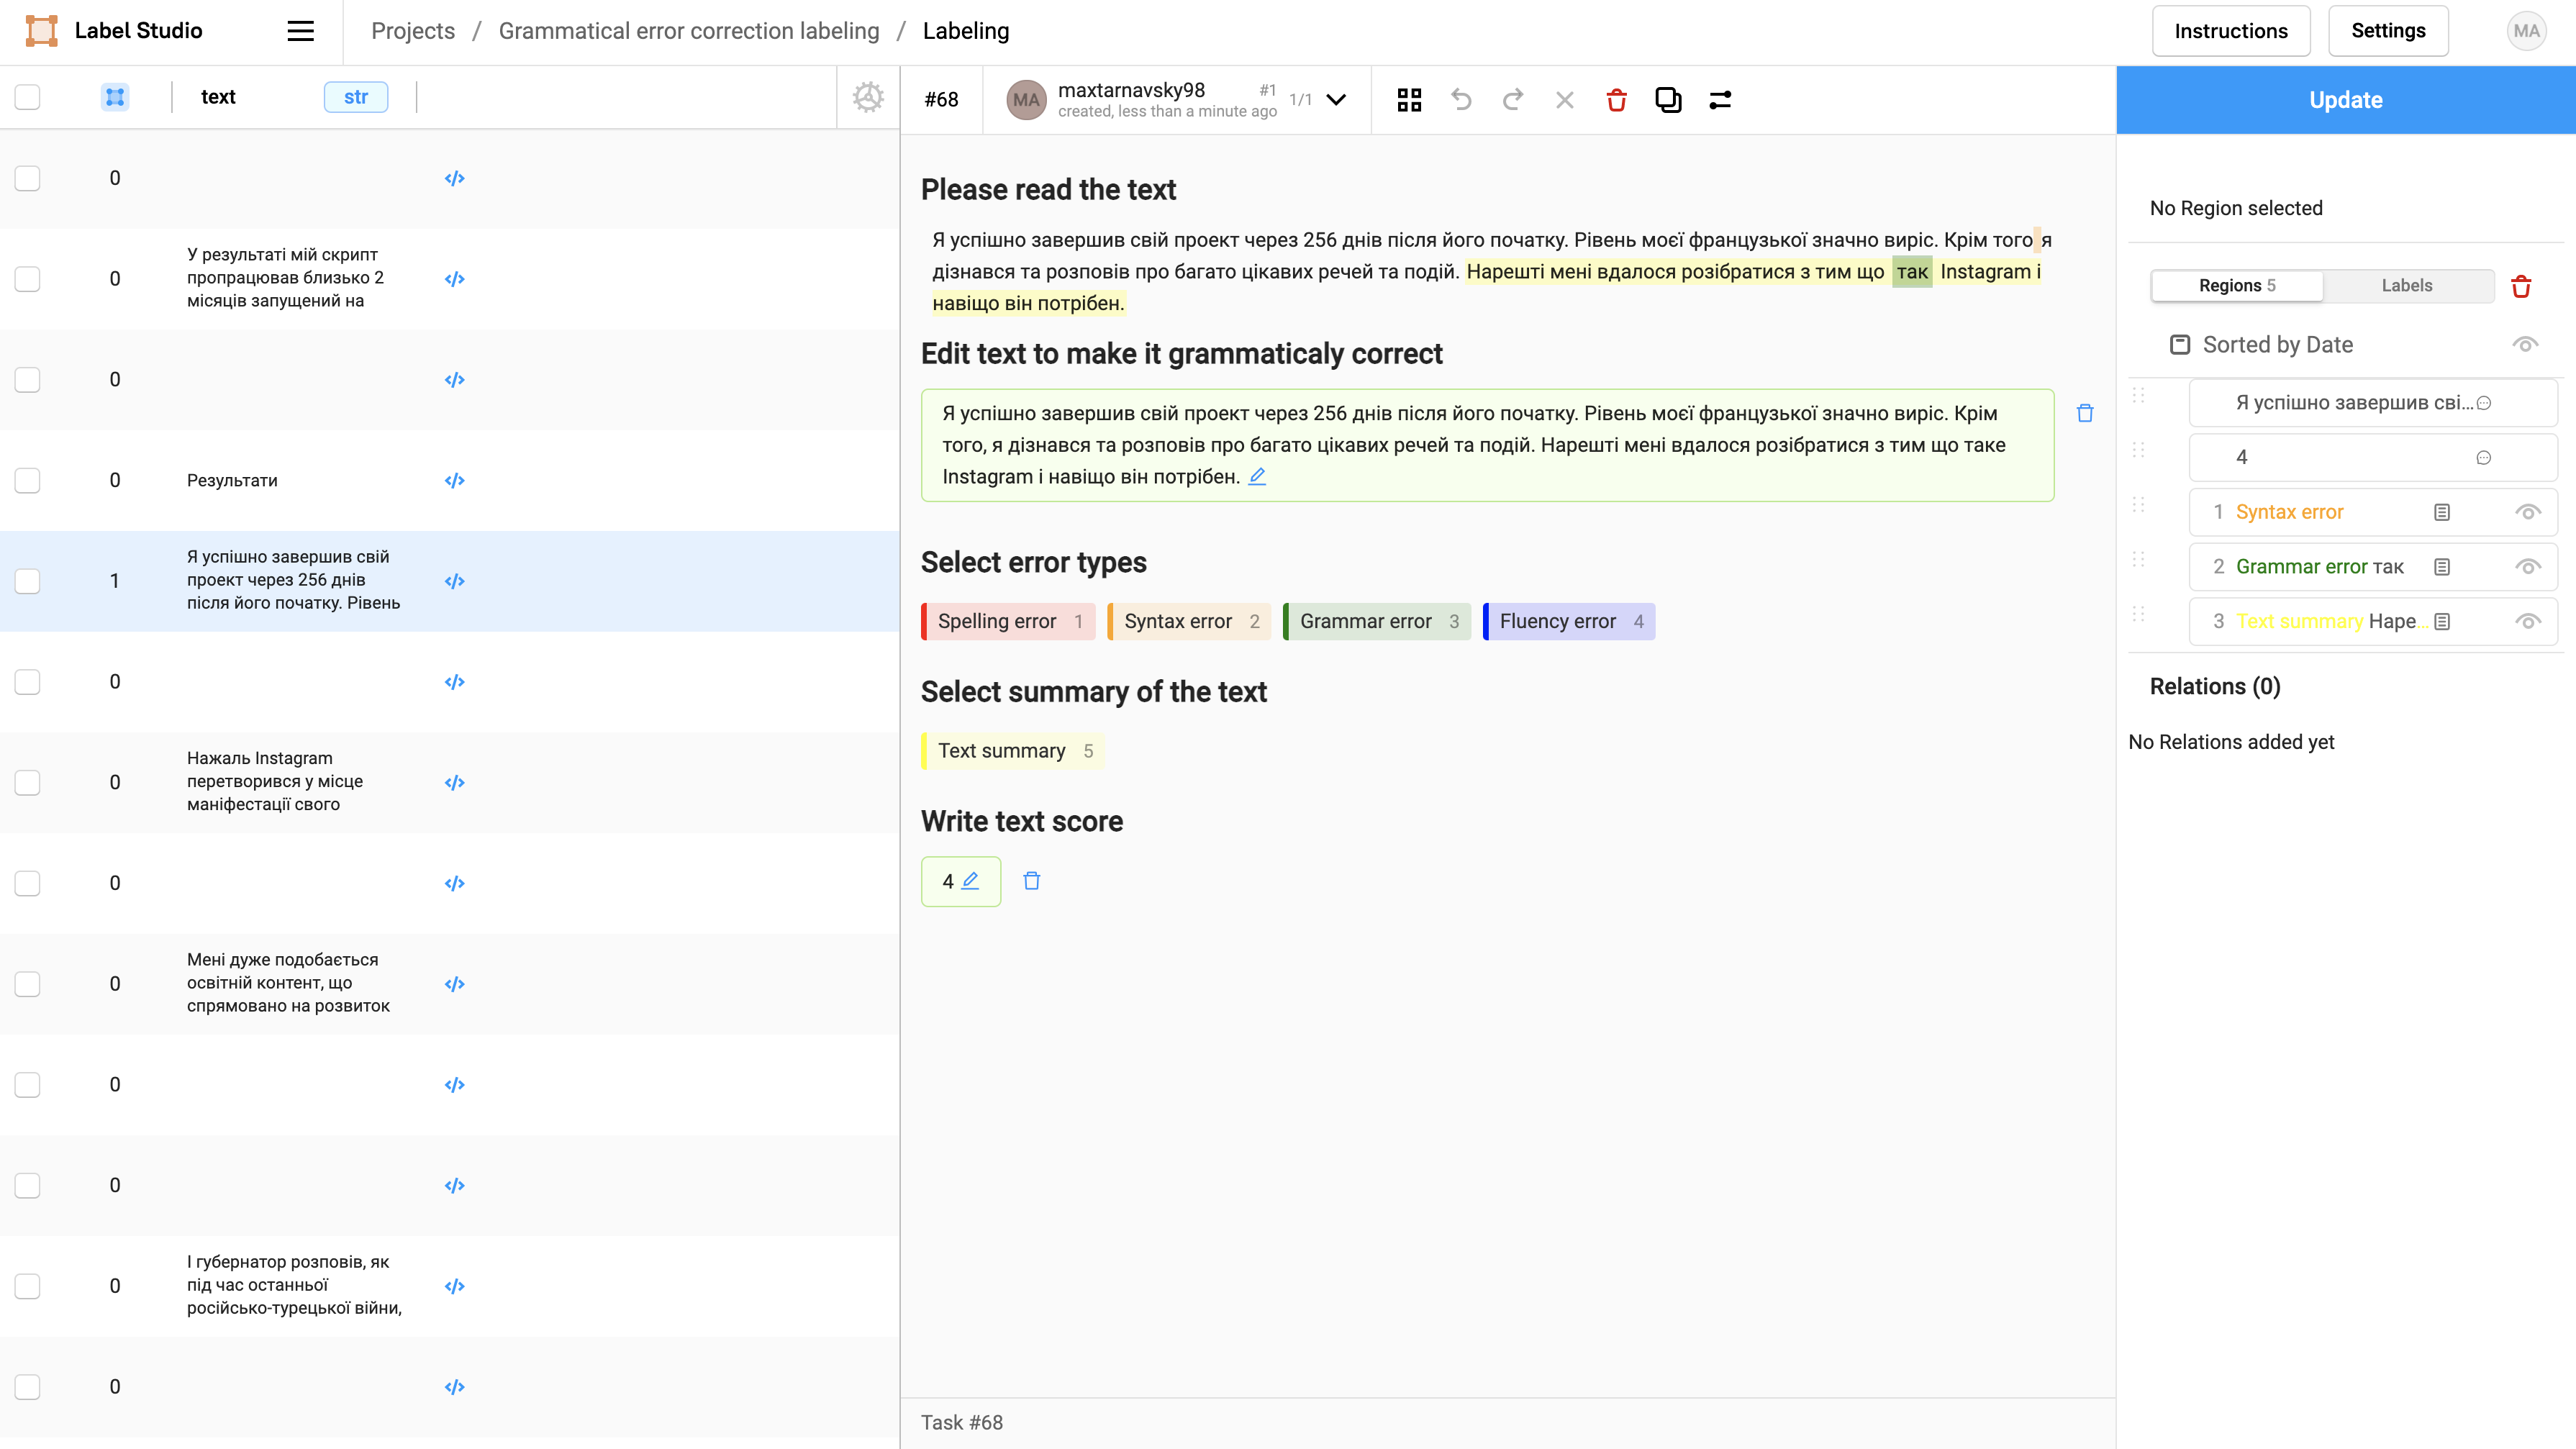 Label Studio
Projects / Grammatical error correction labeling / Labeling
Instructions
Settings
MA
text
str
0
0
У результаті мій скрипт
пропрацював близько 2
місяців запущений на
0
0
Результати
1
Я успішно завершив свій
проект через 256 днів
після його початку. Рівень
0
0
Нажаль Instagram
перетворився у місце
маніфестації свого
0
0
Мені дуже подобається
освітній контент, що
спрямовано на розвиток
0
0
0
І губернатор розповів, як
під час останньої
російсько-турецької війни,
0
#68
MA
maxtarnavsky98
#1
created, less than a minute ago
1/1
Please read the text
Я успішно завершив свій проект через 256 днів після його початку. Рівень моєї французької значно виріс. Крім того я
дізнався та розповів про багато цікавих речей та подій. Нарешті мені вдалося розібратися з тим що так Instagram і
навіщо він потрібен.
Edit text to make it grammaticaly correct
Я успішно завершив свій проект через 256 днів після його початку. Рівень моєї французької значно виріс. Крім
того, я дізнався та розповів про багато цікавих речей та подій. Нарешті мені вдалося розібратися з тим що таке
Instagram і навіщо він потрібен.
Select error types
Spelling error 1
Syntax error 2
Grammar error 3
Fluency error 4
Select summary of the text
Text summary 5
Write text score
4
Task #68
Update
No Region selected
Regions 5
Labels
Sorted by Date
Я успішно завершив сві...
4
1 Syntax error
2 Grammar error так
3 Text summary Наре...
Relations (0)
No Relations added yet